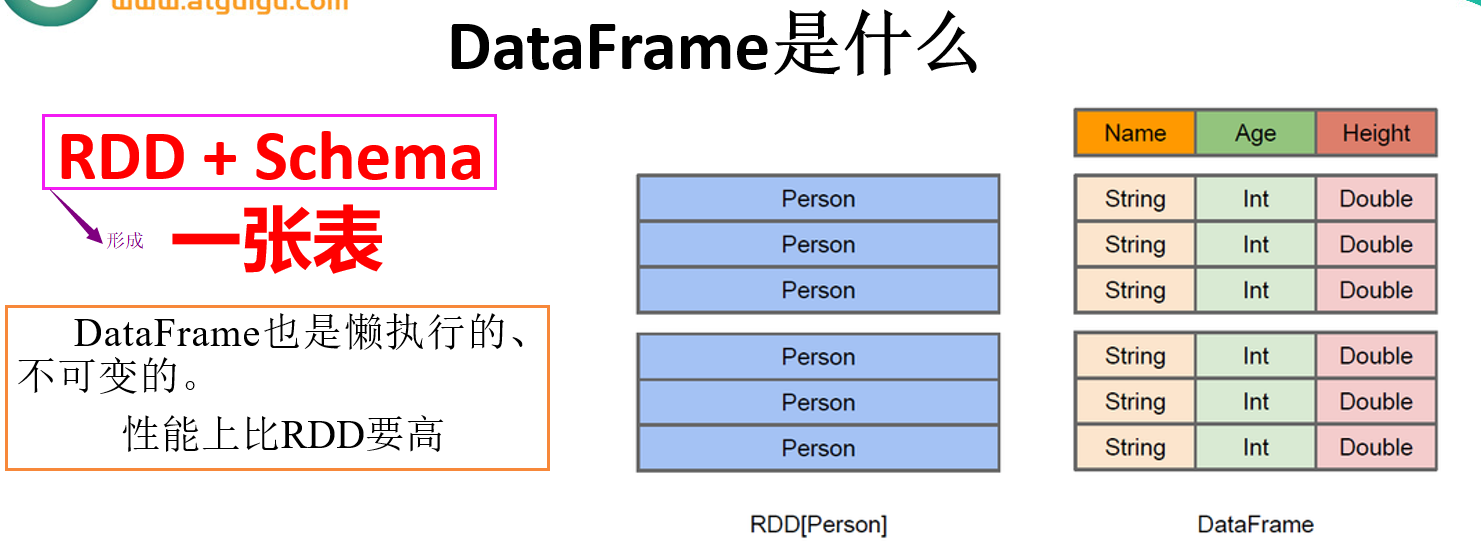 www.atguigu.com
DataFrame是什么
RDD + Schema
形成
一张表
DataFrame也是懒执行的、
不可变的。
性能上比RDD要高
Person
Person
Person
Person
Person
Person
RDD[Person]
Name Age Height
String Int Double
String Int Double
String Int Double
String Int Double
String Int Double
String Int Double
DataFrame